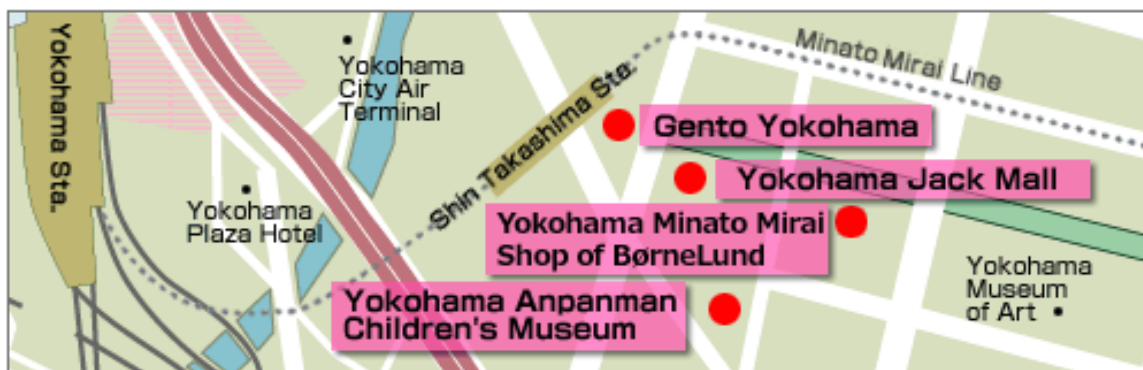 Yokohama Sta.
Yokohama
City Air
Terminal
Yokohama
Plaza Hotel
Shin Takashima Sta.
Minato Mirai Line
Gento Yokohama
Yokohama Jack Mall
Yokohama Minato Mirai
Shop of BørneLund
Yokohama Anpanman
Children's Museum
Yokohama
Museum
of Art